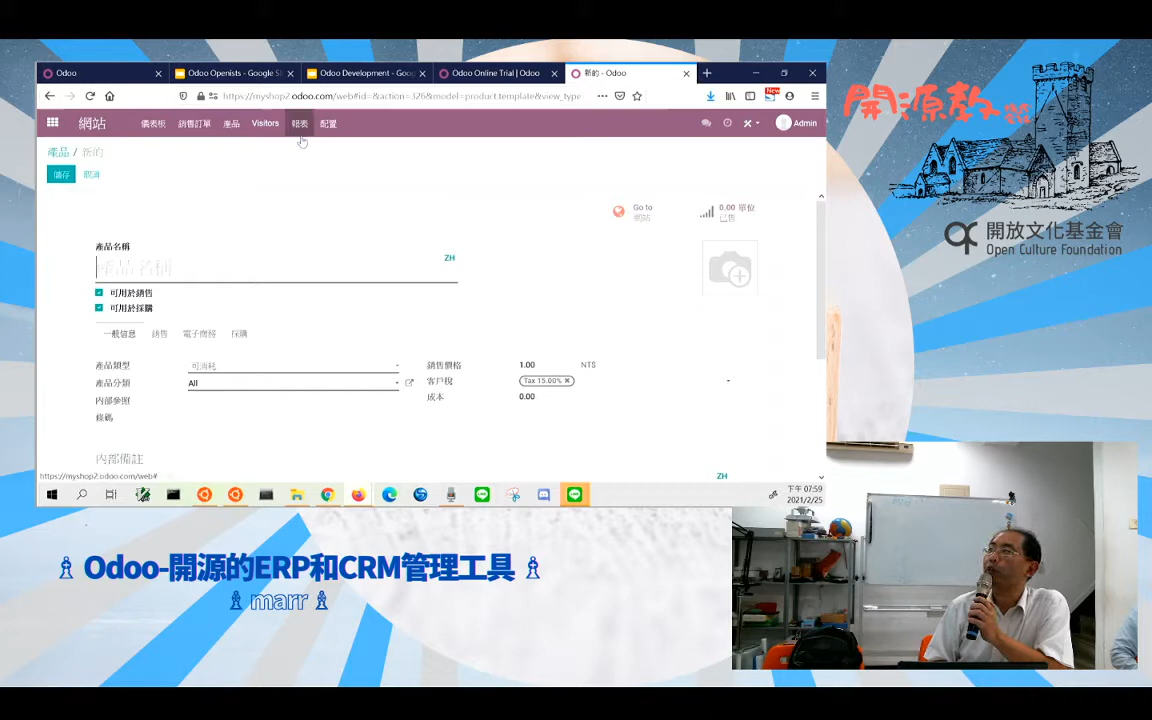 Odoo
Odoo Openists - Google Sl
Odoo Development - Goog
Odoo Online Trial | Odoo
新的 - Odoo
https://myshop2.odoo.com/web#id=&action=326&model=product.template&view_type
New
網站
儀表板
銷售訂單
產品
Visitors
報表
配置
Admin
產品 / 新的
儲存
取消
Go to
網站
0.00 單位
已售
產品名稱
產品名稱
ZH
可用於銷售
可用於採購
一般信息
銷售
電子商務
採購
產品類型
可消耗
銷售價格
1.00
NT$
產品分類
All
客戶稅
Tax 15.00%
內部參照
成本
0.00
條碼
內部備註
ZH
https://myshop2.odoo.com/web#
下午 07:59
2021/2/25
開源教
開放文化基金會
Open Culture Foundation
Odoo-開源的ERP和CRM管理工具
marr